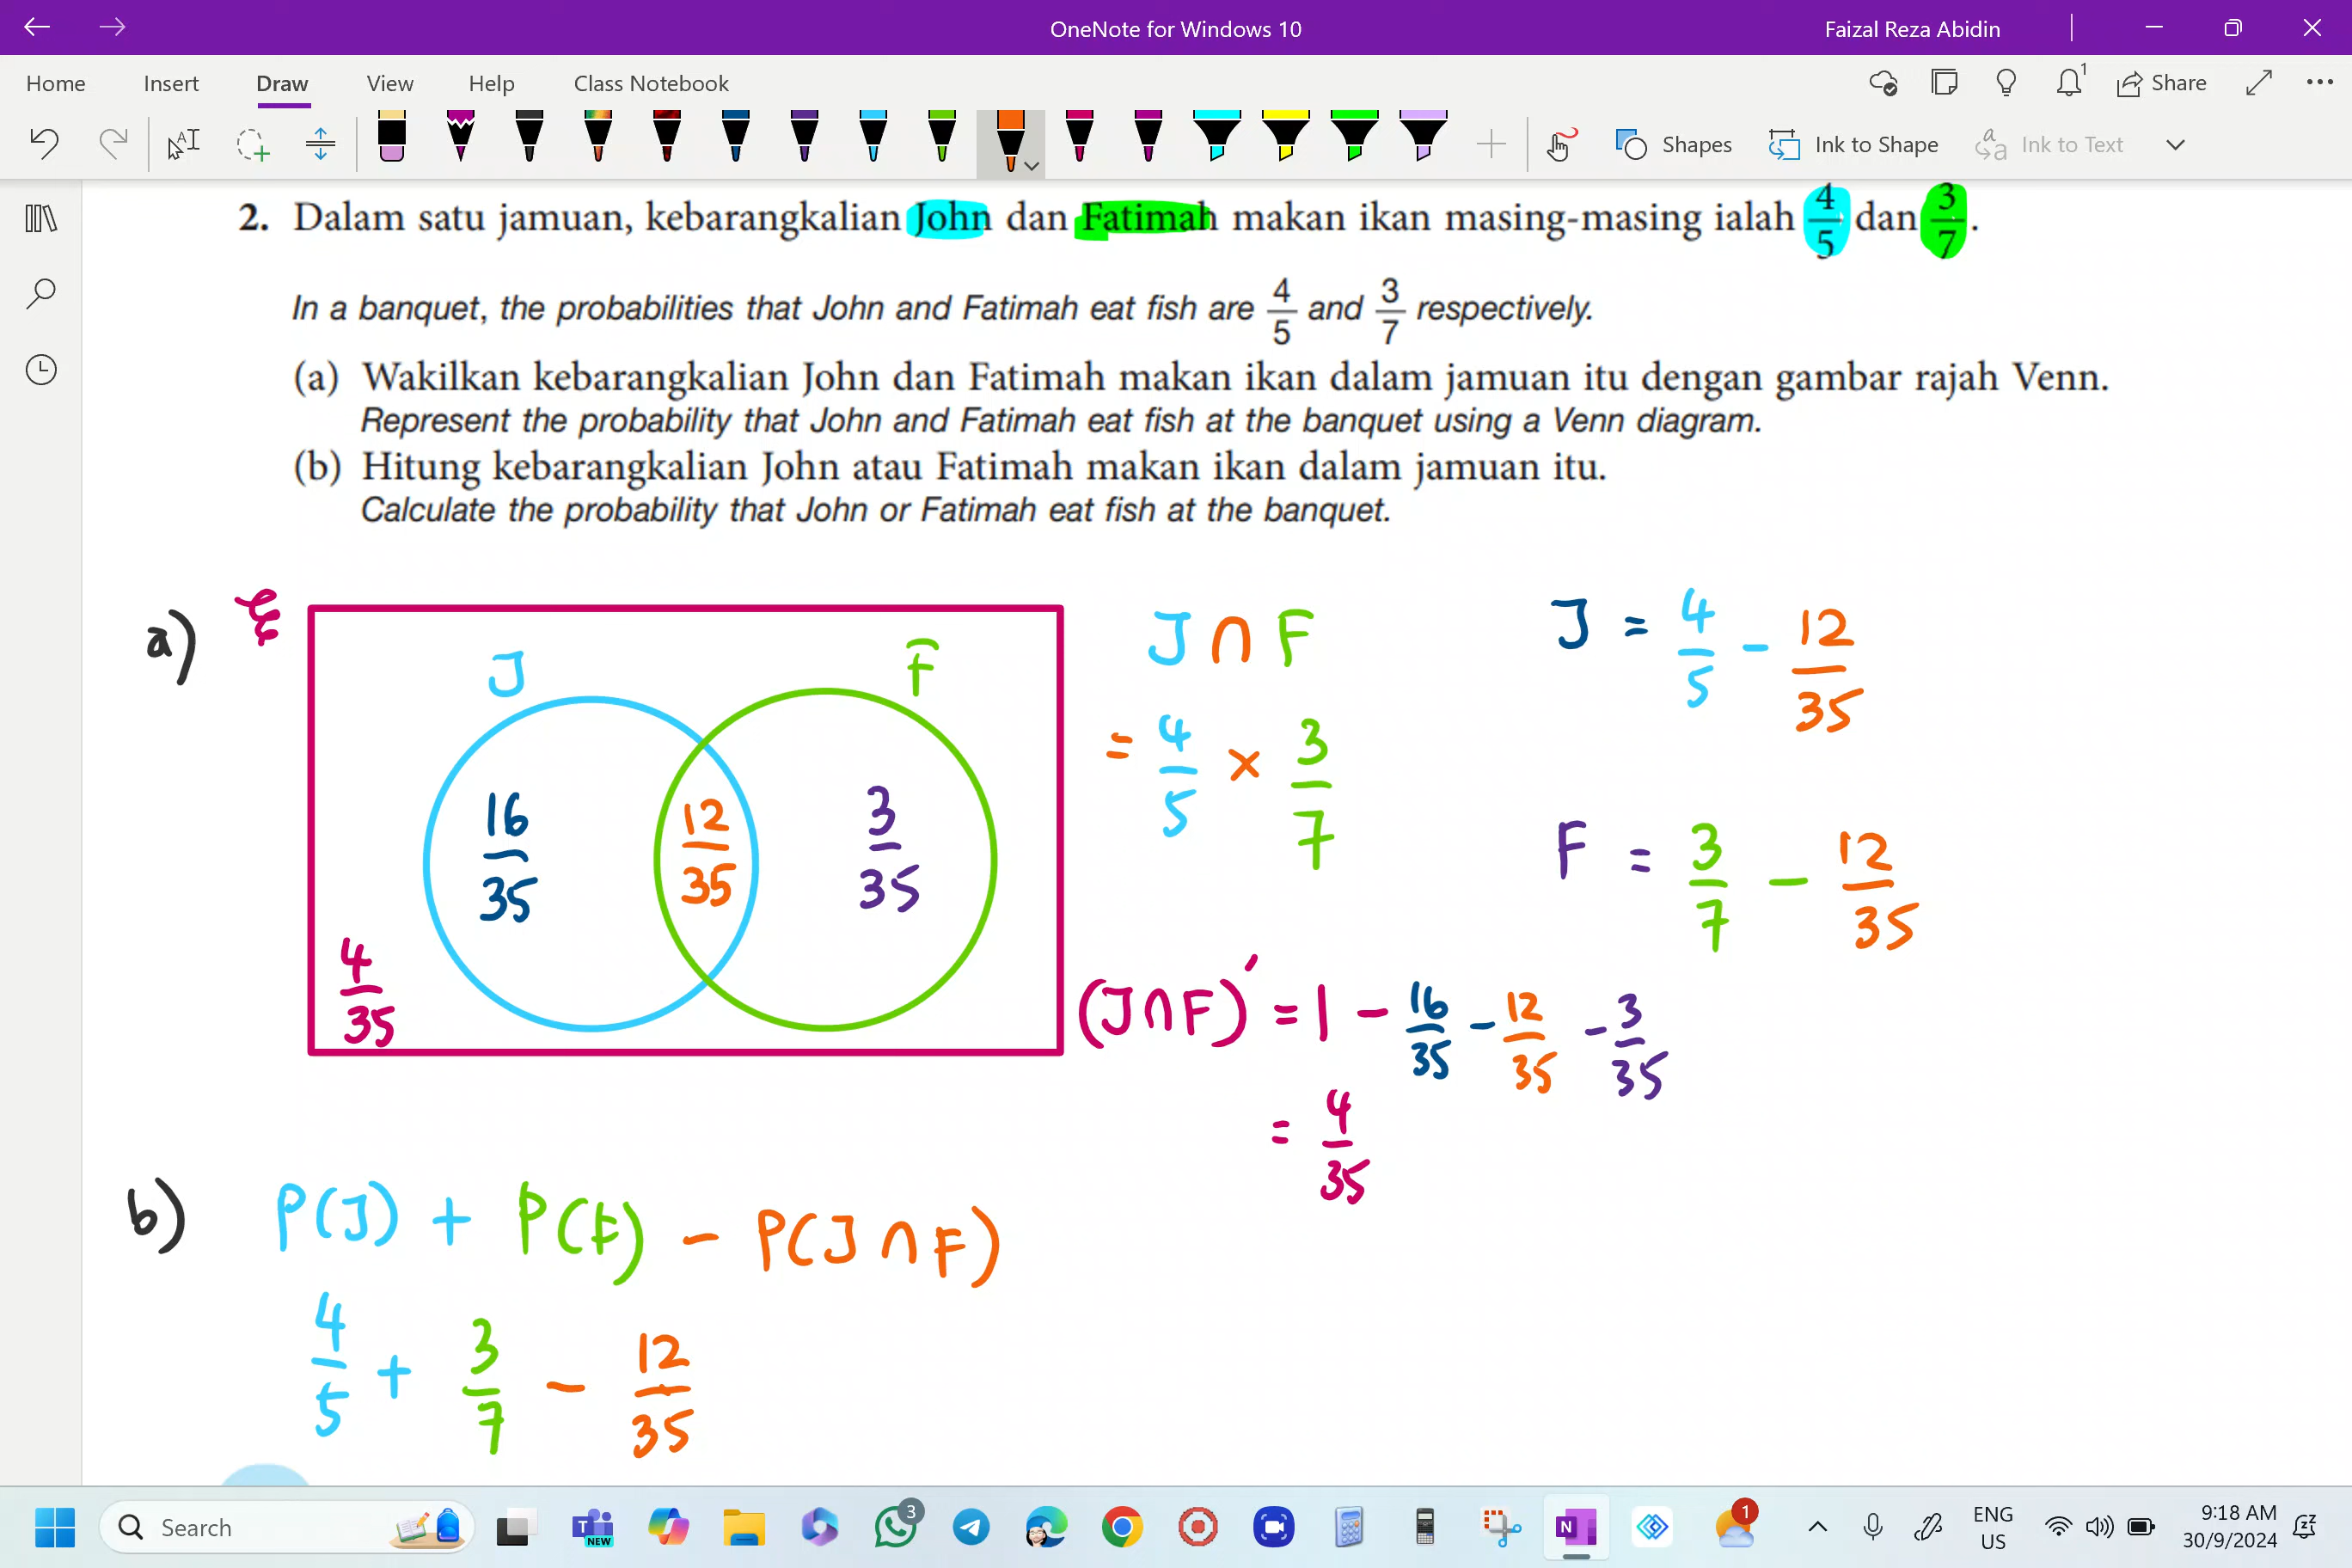 OneNote for Windows 10
Faizal Reza Abidin
Home Insert Draw View Help Class Notebook
1
Share
Shapes Ink to Shape Ink to Text
2. Dalam satu jamuan, kebarangkalian John dan Fatimah makan ikan masing-masing ialah 4/5 dan 3/7.
In a banquet, the probabilities that John and Fatimah eat fish are 4/5 and 3/7 respectively.
(a) Wakilkan kebarangkalian John dan Fatimah makan ikan dalam jamuan itu dengan gambar rajah Venn.
Represent the probability that John and Fatimah eat fish at the banquet using a Venn diagram.
(b) Hitung kebarangkalian John atau Fatimah makan ikan dalam jamuan itu.
Calculate the probability that John or Fatimah eat fish at the banquet.
a) ξ
J F
16/35 12/35 3/35
4/35
J ∩ F
= 4/5 × 3/7
J = 4/5 − 12/35
F = 3/7 − 12/35
(J∩F)' = 1 − 16/35 − 12/35 − 3/35
= 4/35
b) P(J) + P(F) − P(J ∩ F)
4/5 + 3/7 − 12/35
Search
NEW
3
1
ENG
US
9:18 AM
30/9/2024